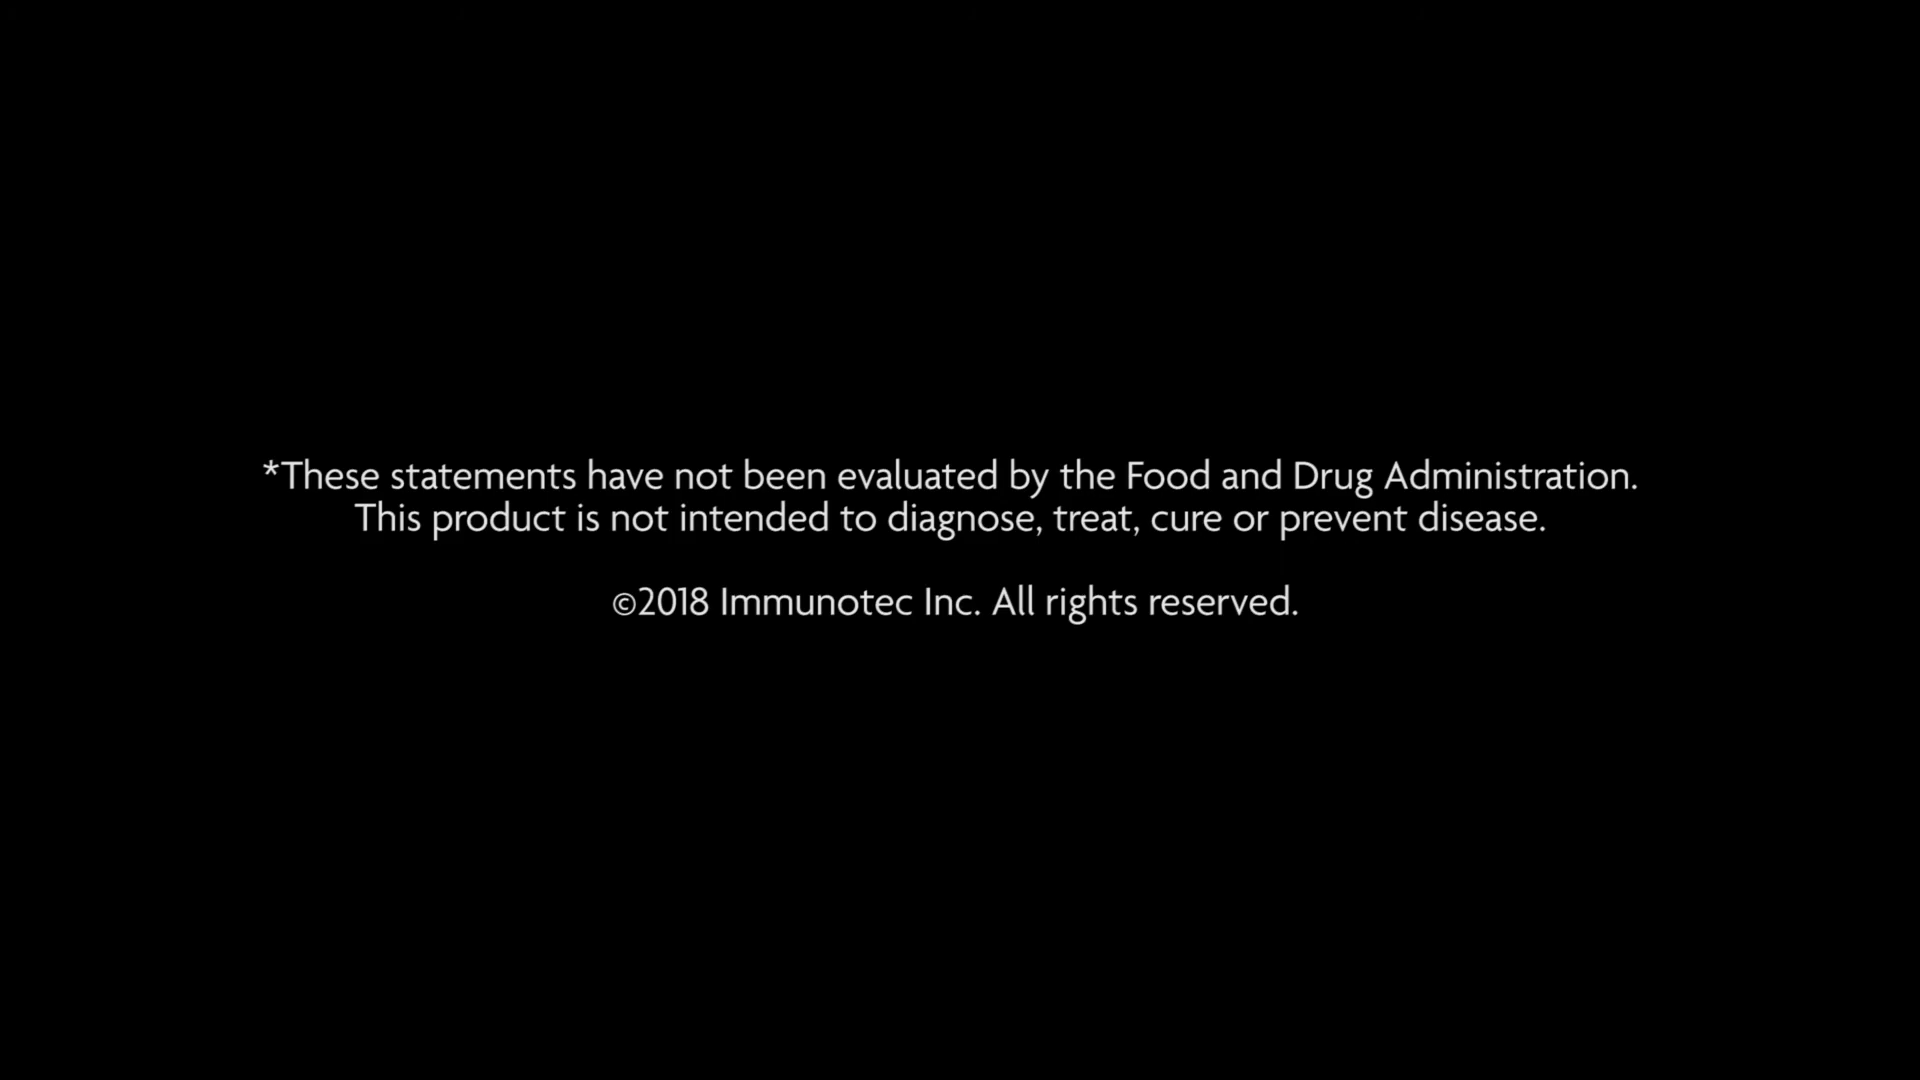 *These statements have not been evaluated by the Food and Drug Administration.
This product is not intended to diagnose, treat, cure or prevent disease.
©2018 Immunotec Inc. All rights reserved.